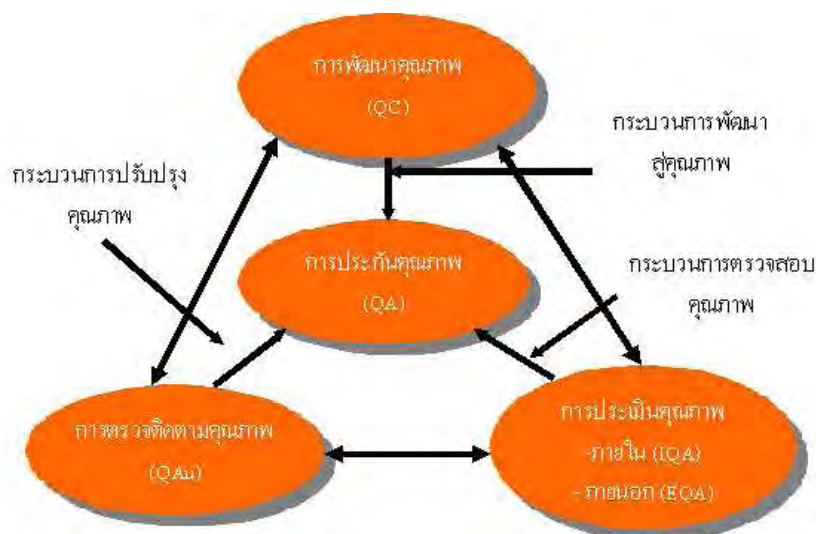 การพัฒนาคุณภาพ
(QC)
กระบวนการพัฒนา
สู่คุณภาพ
กระบวนการปรับปรุง
คุณภาพ
การประกันคุณภาพ
(QA)
กระบวนการตรวจสอบ
คุณภาพ
การตรวจติดตามคุณภาพ
(QAu)
การประเมินคุณภาพ
-ภายใน (IQA)
- ภายนอก (EQA)